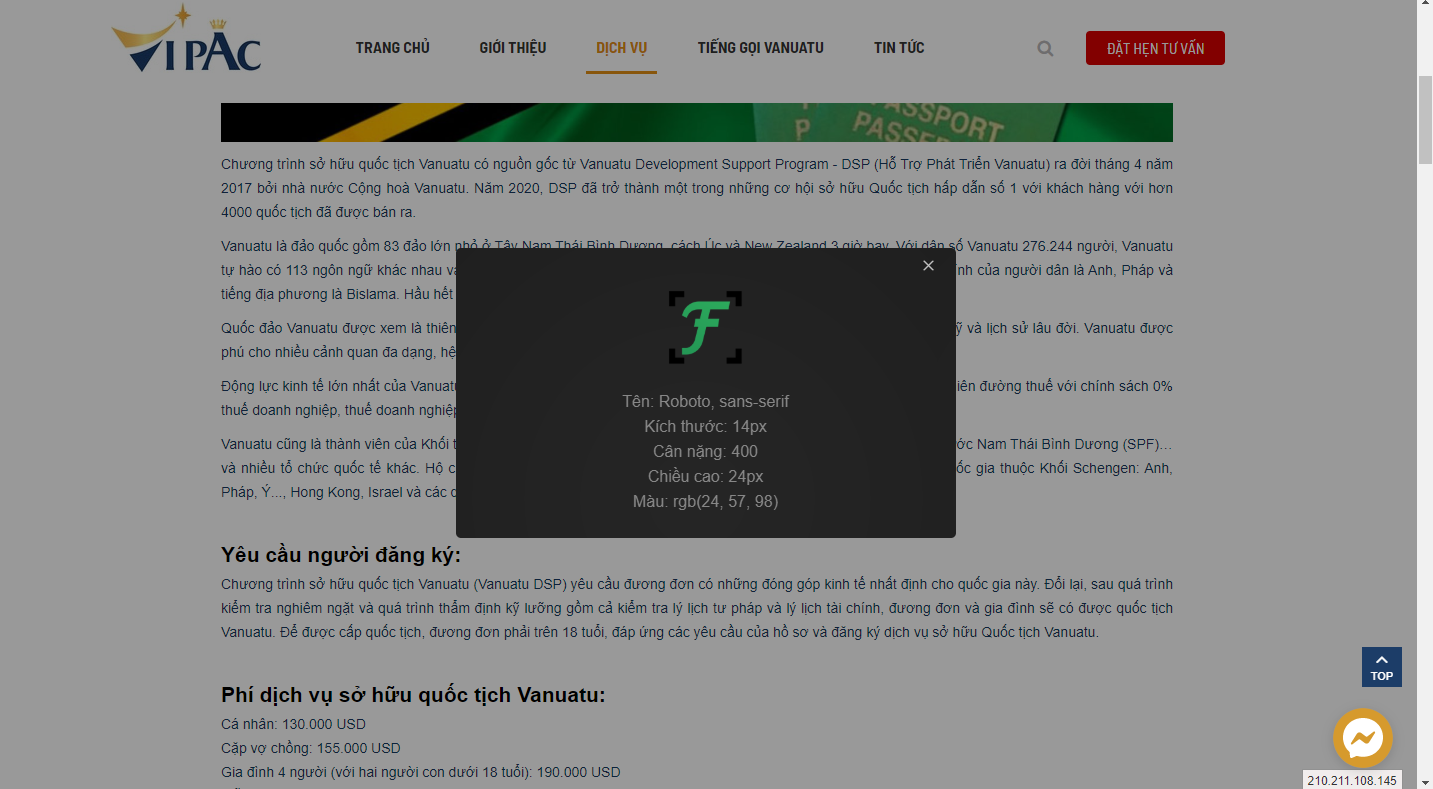 VIPAC
TRANG CHỦ
GIỚI THIỆU
DỊCH VỤ
TIẾNG GỌI VANUATU
TIN TỨC
ĐẶT HẸN TƯ VẤN
PASSPORT
PASSEP
Chương trình sở hữu quốc tịch Vanuatu có nguồn gốc từ Vanuatu Development Support Program - DSP (Hỗ Trợ Phát Triển Vanuatu) ra đời tháng 4 năm
2017 bởi nhà nước Cộng hoà Vanuatu. Năm 2020, DSP đã trở thành một trong những cơ hội sở hữu Quốc tịch hấp dẫn số 1 với khách hàng với hơn
4000 quốc tịch đã được bán ra.
Vanuatu là đảo quốc gồm 83 đảo lớn nhỏ ở Tây Nam Thái Bình Dương, cách Úc và New Zealand 3 giờ bay. Với dân số Vanuatu 276.244 người, Vanuatu
tự hào có 113 ngôn ngữ khác nhau của người dân là Anh, Pháp và
tiếng địa phương là Bislama. Hầu hết
Quốc đảo Vanuatu được xem là thiên và lịch sử lâu đời. Vanuatu được
phú cho nhiều cảnh quan đa dạng, hệ
Động lực kinh tế lớn nhất của Vanuatu iên đường thuế với chính sách 0%
thuế doanh nghiệp, thuế doanh nghiệp
Vanuatu cũng là thành viên của Khối ớc Nam Thái Bình Dương (SPF)…
và nhiều tổ chức quốc tế khác. Hộ ốc gia thuộc Khối Schengen: Anh,
Pháp, Ý..., Hong Kong, Israel và các
Tên: Roboto, sans-serif
Kích thước: 14px
Cân nặng: 400
Chiều cao: 24px
Màu: rgb(24, 57, 98)
Yêu cầu người đăng ký:
Chương trình sở hữu quốc tịch Vanuatu (Vanuatu DSP) yêu cầu đương đơn có những đóng góp kinh tế nhất định cho quốc gia này. Đổi lại, sau quá trình
kiểm tra nghiêm ngặt và quá trình thẩm định kỹ lưỡng gồm cả kiểm tra lý lịch tư pháp và lý lịch tài chính, đương đơn và gia đình sẽ có được quốc tịch
Vanuatu. Để được cấp quốc tịch, đương đơn phải trên 18 tuổi, đáp ứng các yêu cầu của hồ sơ và đăng ký dịch vụ sở hữu Quốc tịch Vanuatu.
Phí dịch vụ sở hữu quốc tịch Vanuatu:
Cá nhân: 130.000 USD
Cặp vợ chồng: 155.000 USD
Gia đình 4 người (với hai người con dưới 18 tuổi): 190.000 USD
TOP
210.211.108.145